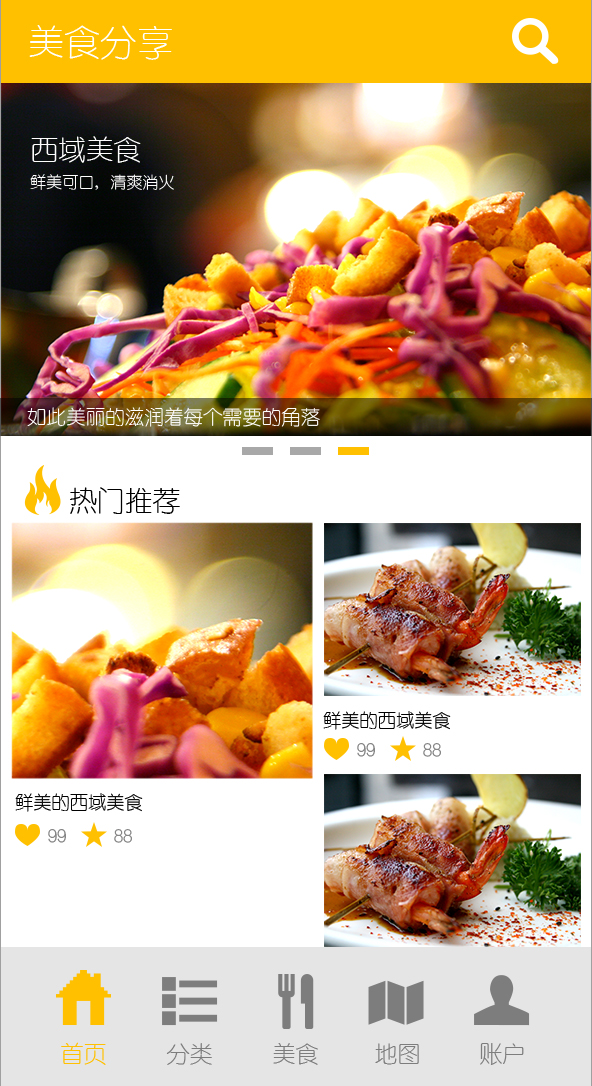 美食分享
西域美食
鲜美可口，清爽消火
如此美丽的滋润着每个需要的角落
热门推荐
鲜美的西域美食
99 88
鲜美的西域美食
99 88
首页 分类 美食 地图 账户